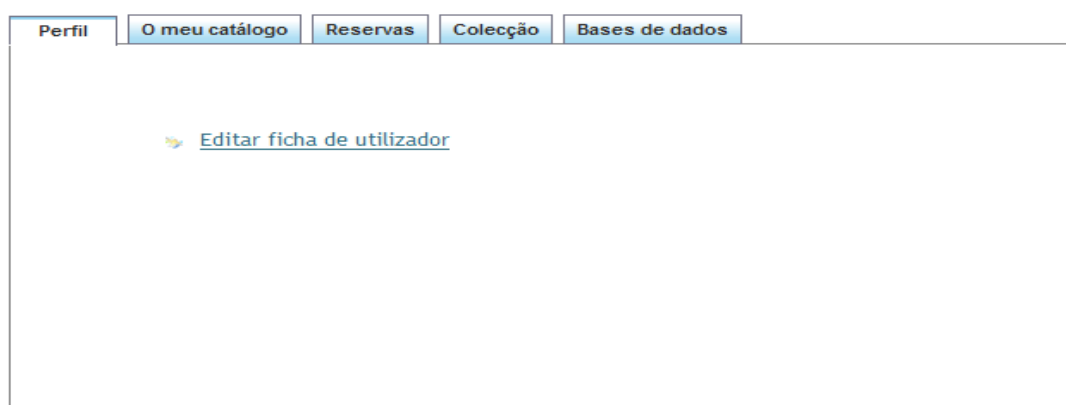 Perfil O meu catálogo Reservas Colecção Bases de dados
Editar ficha de utilizador